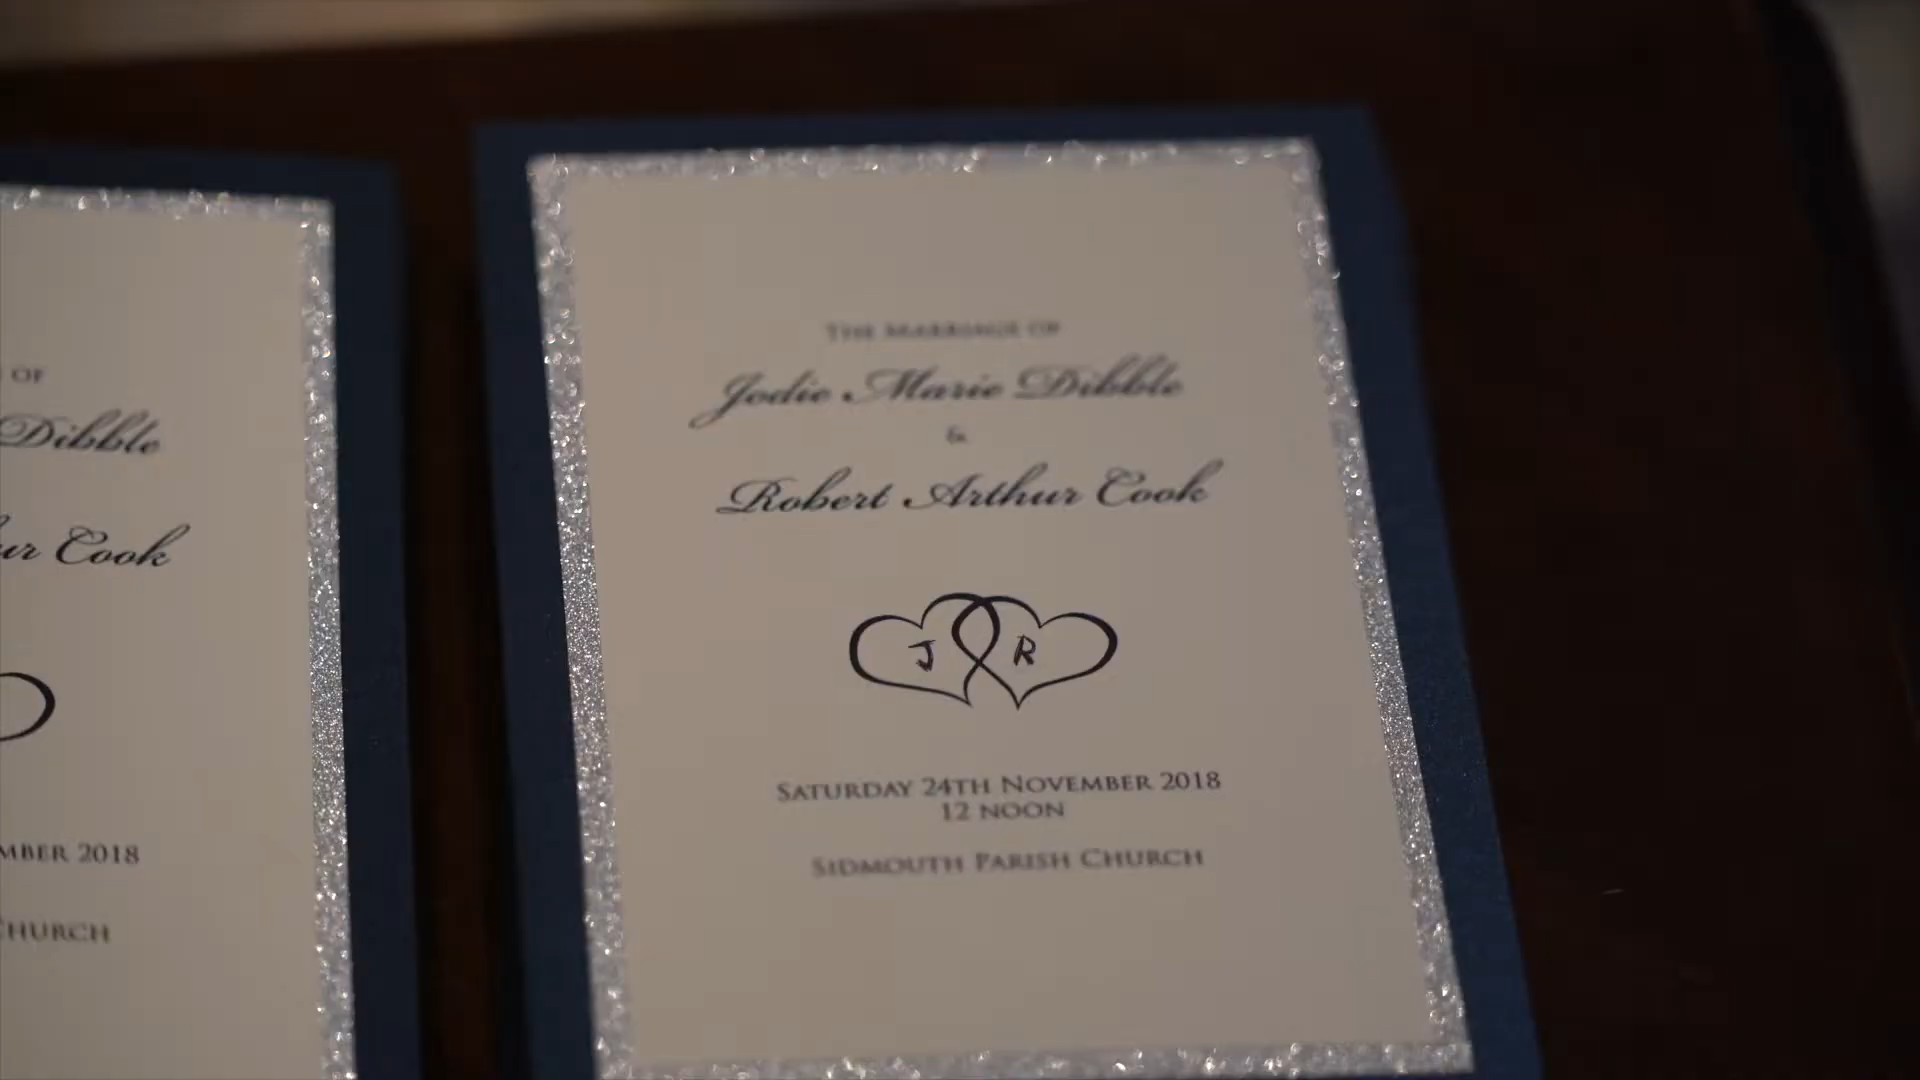 OF
Dibble
ur Cook
MBER 2018
CHURCH
THE MARRIAGE OF
Jodie Marie Dibble
&
Robert Arthur Cook
J R
SATURDAY 24TH NOVEMBER 2018
12 NOON
SIDMOUTH PARISH CHURCH